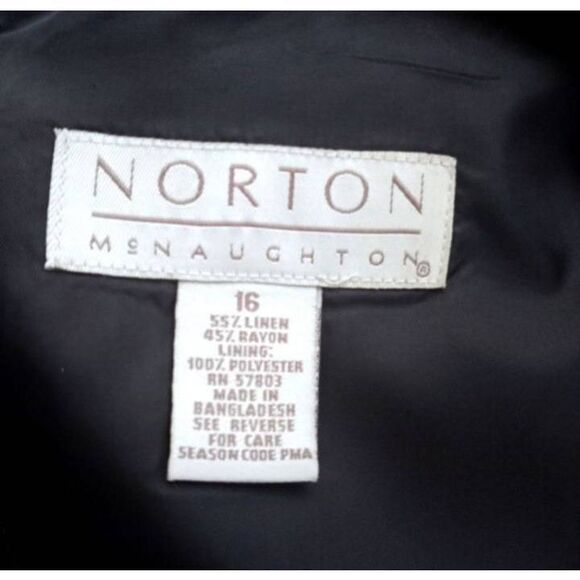 NORTON
McNAUGHTON®
16
55% LINEN
45% RAYON
LINING:
100% POLYESTER
RN 57803
MADE IN
BANGLADESH
SEE REVERSE
FOR CARE
SEASON CODE PMA